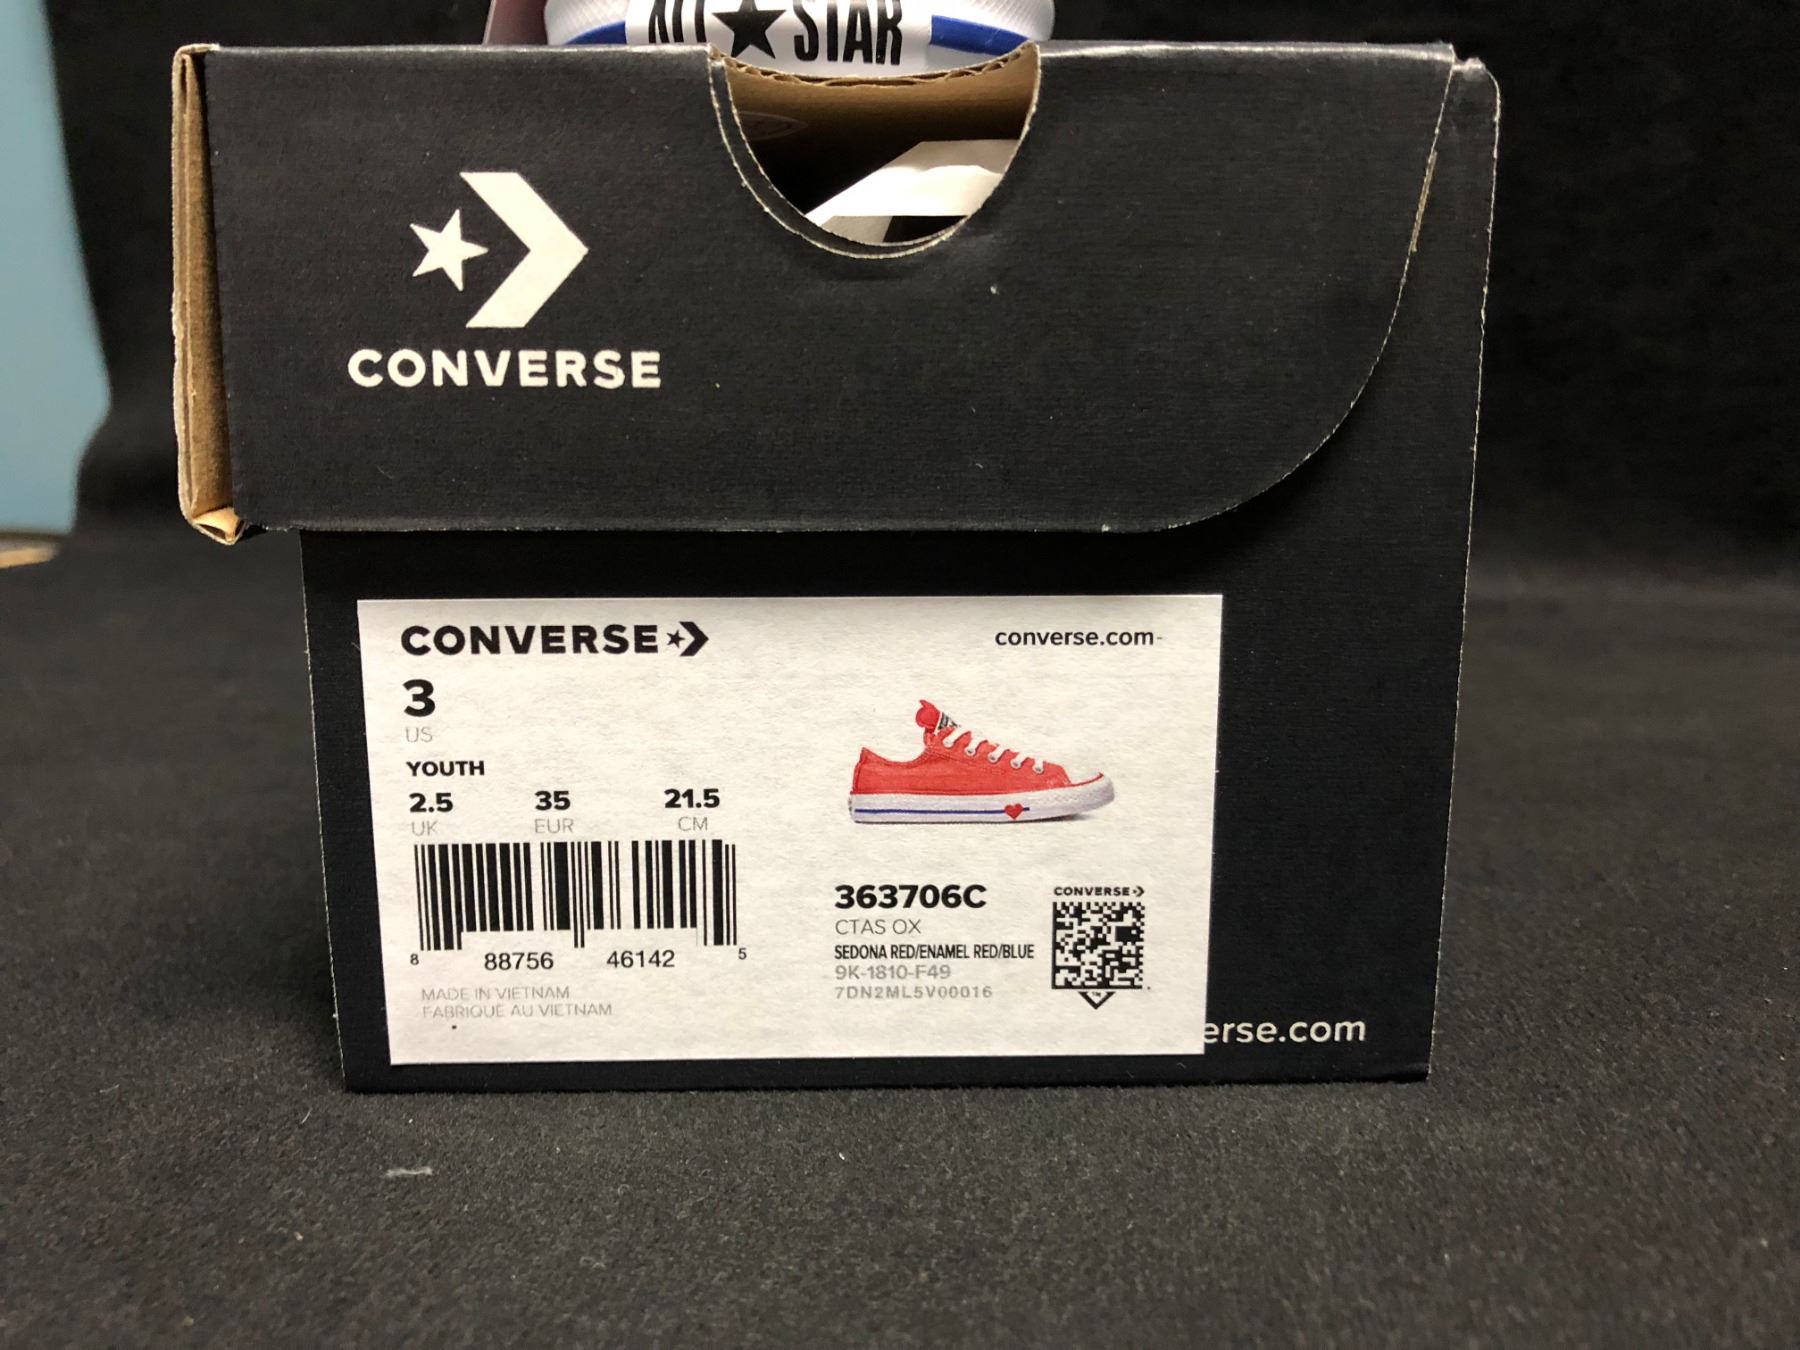 ALL STAR
CONVERSE
CONVERSE
converse.com
3
US
YOUTH
2.5 35 21.5
UK EUR CM
8 88756 46142 5
MADE IN VIETNAM
FABRIQUÉ AU VIETNAM
363706C
CTAS OX
SEDONA RED/ENAMEL RED/BLUE
9K-1810-F49
7DN2ML5V00016
CONVERSE
TM
erse.com